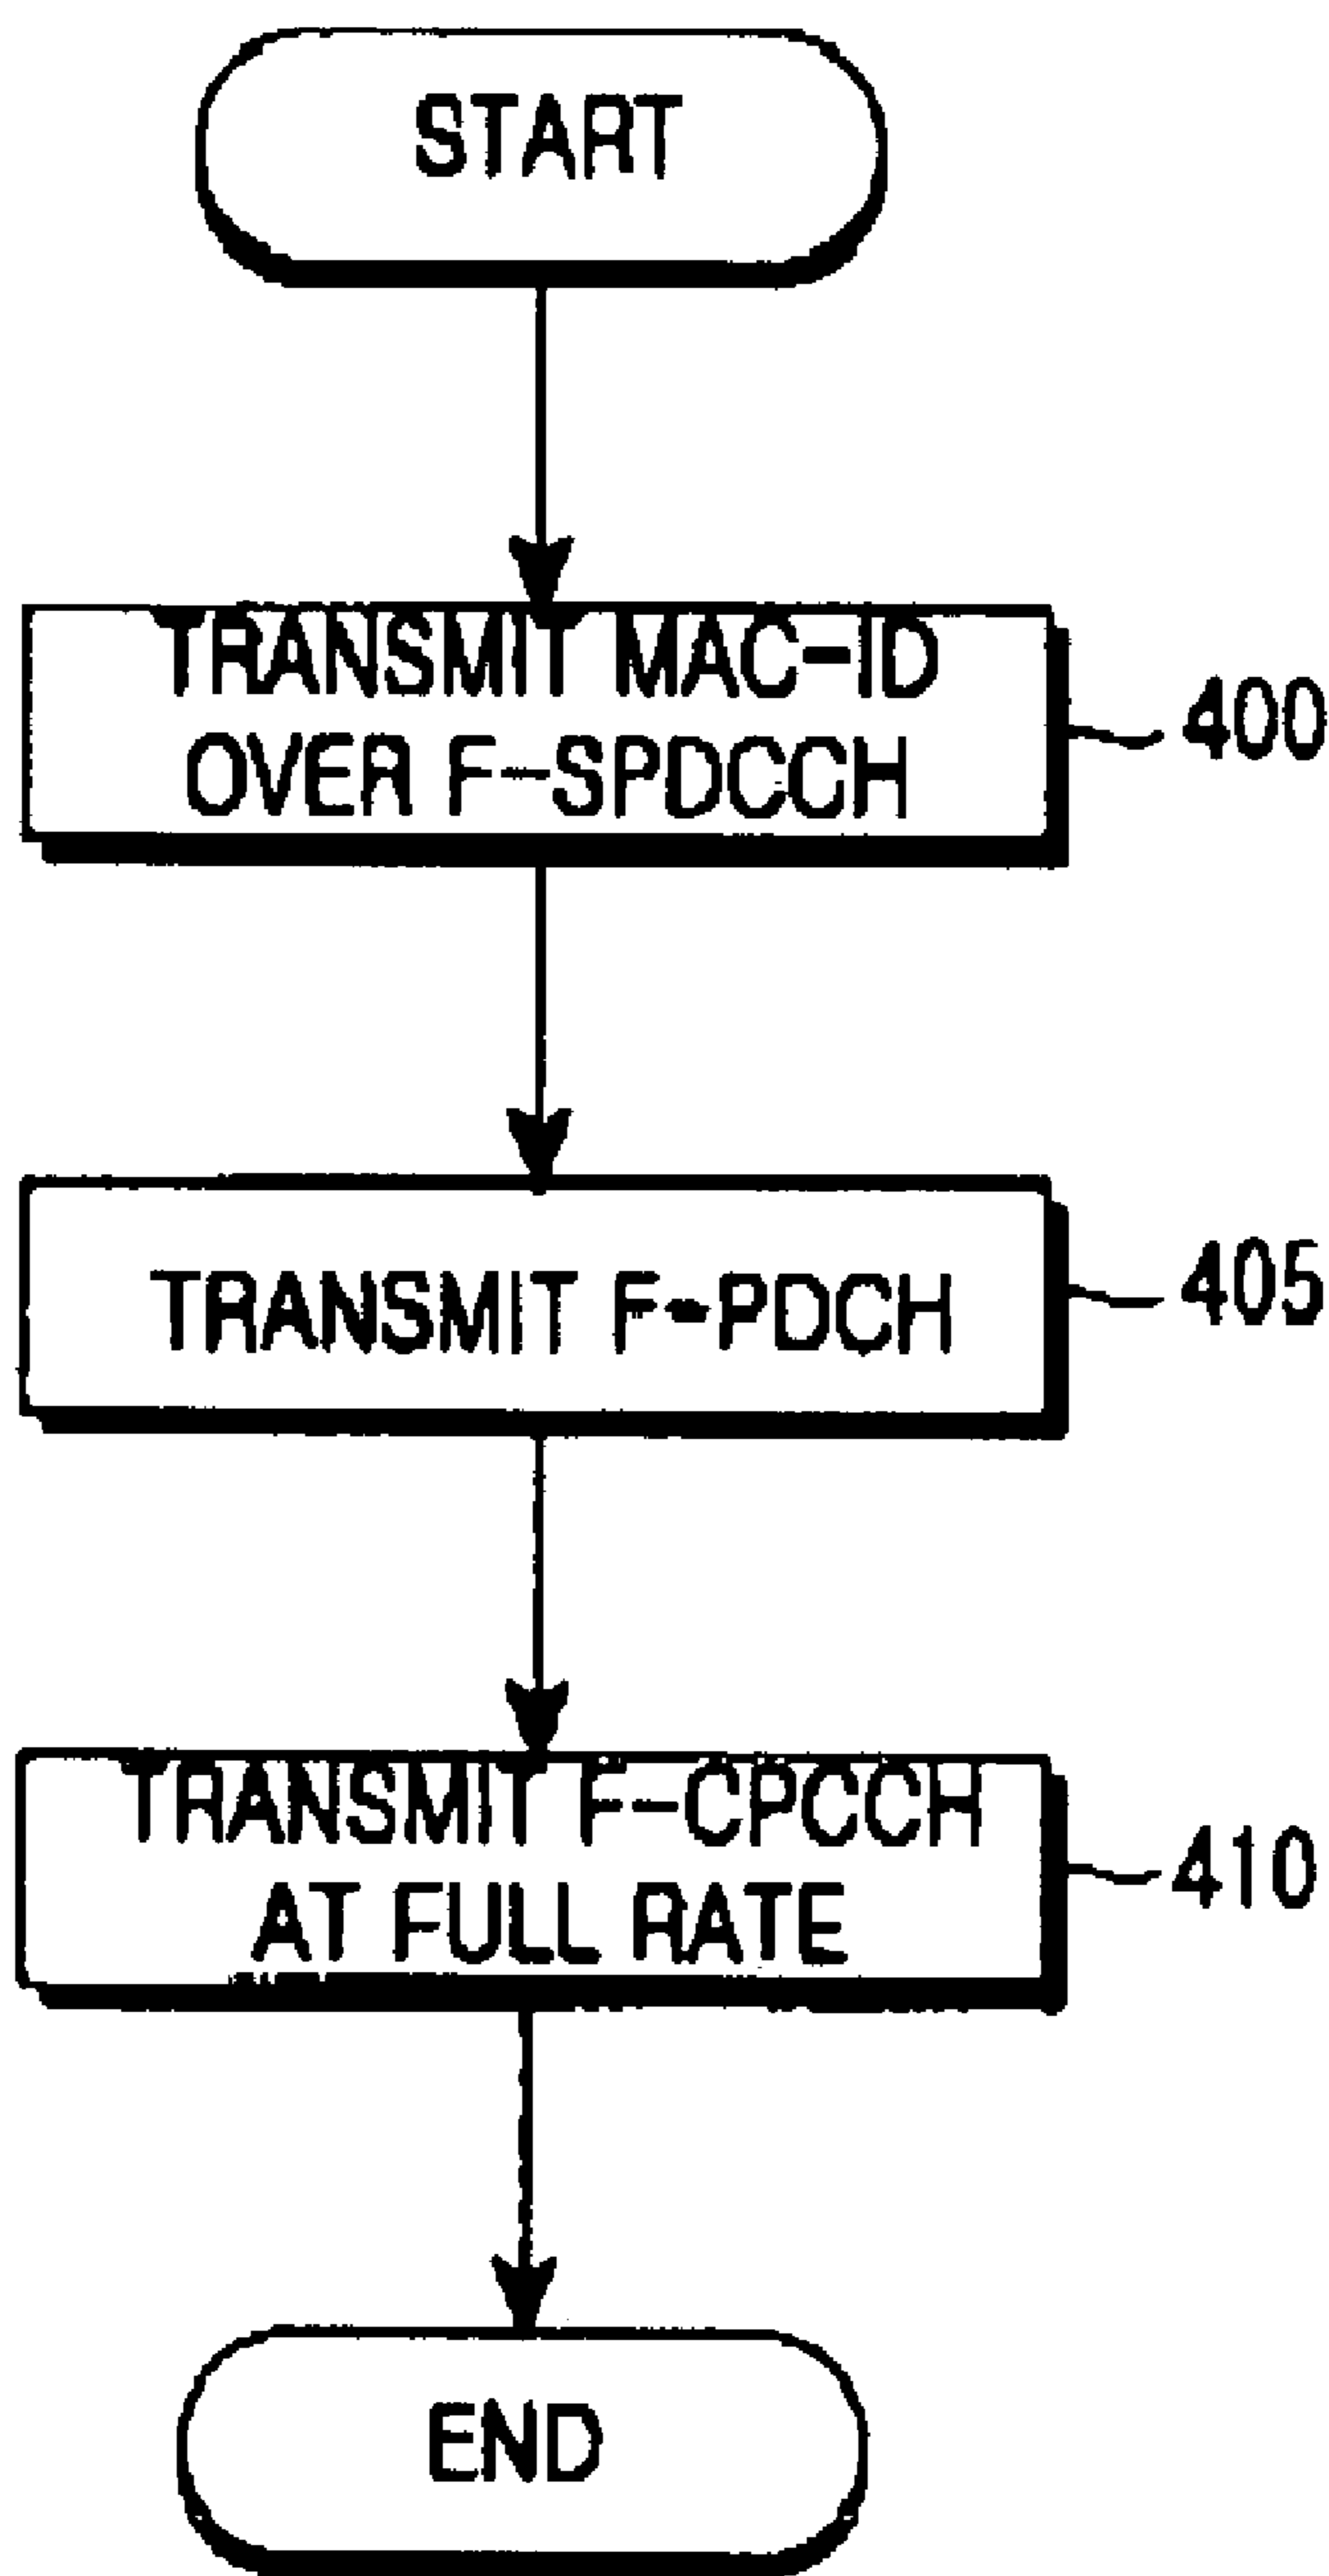 START
TRANSMIT MAC-ID
OVER F-SPDCCH
400
TRANSMIT F-PDCH
405
TRANSMIT F-CPCCH
AT FULL RATE
410
END